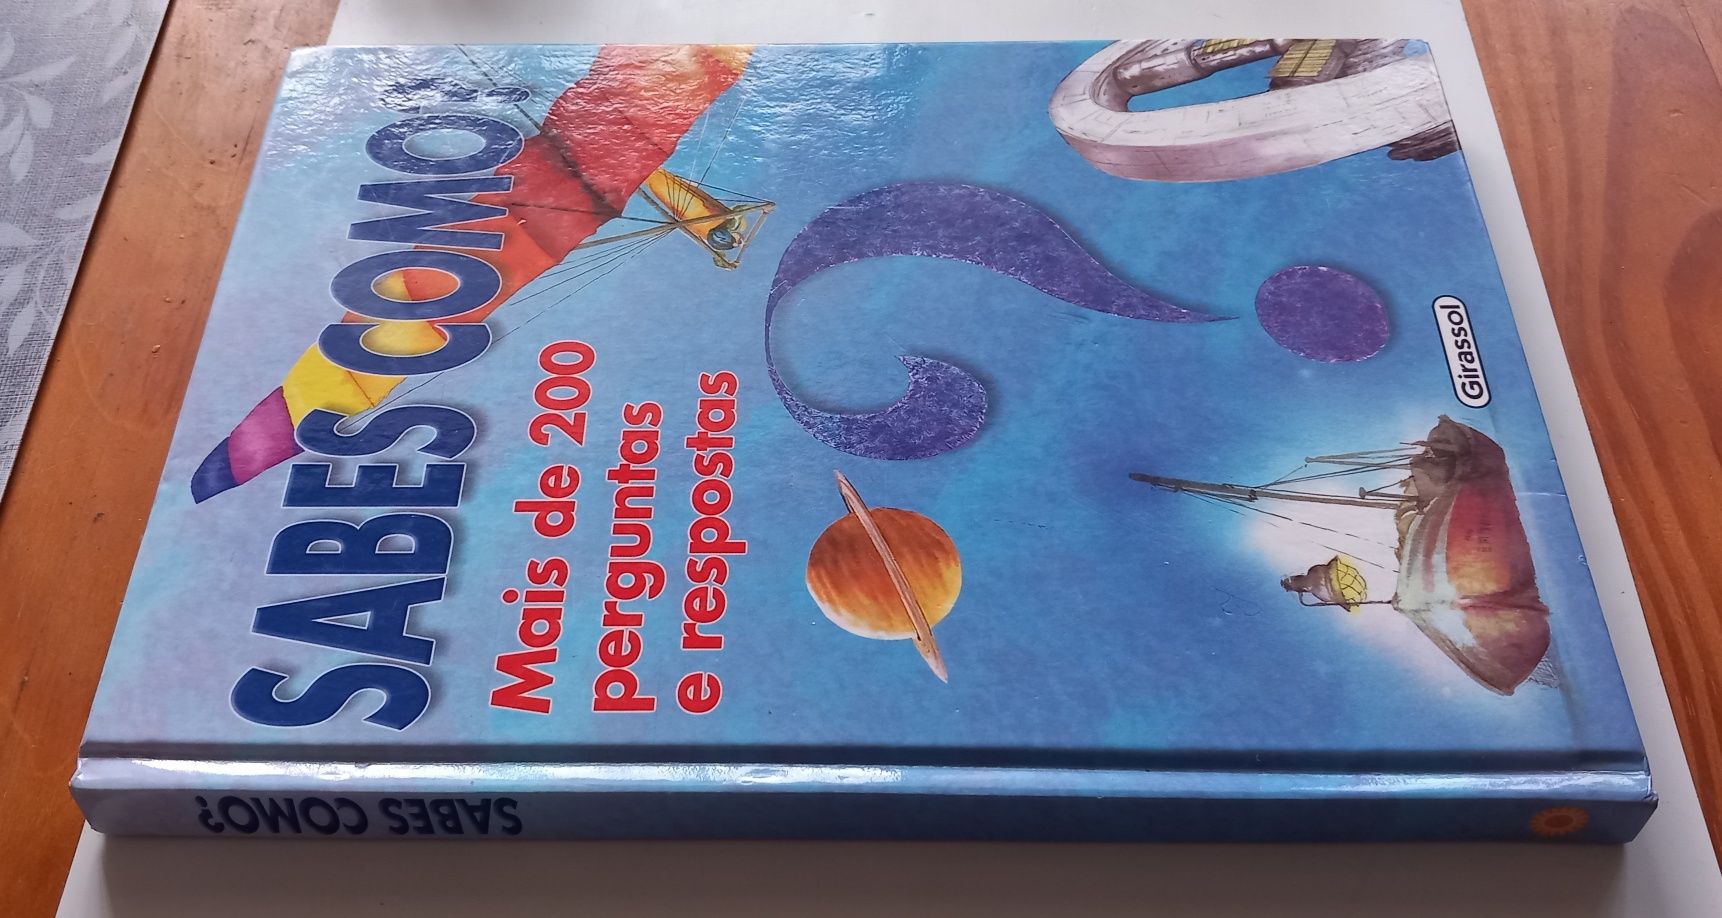 SABES COMO?
Mais de 200
perguntas
e respostas
Girassol
SABES COMO?